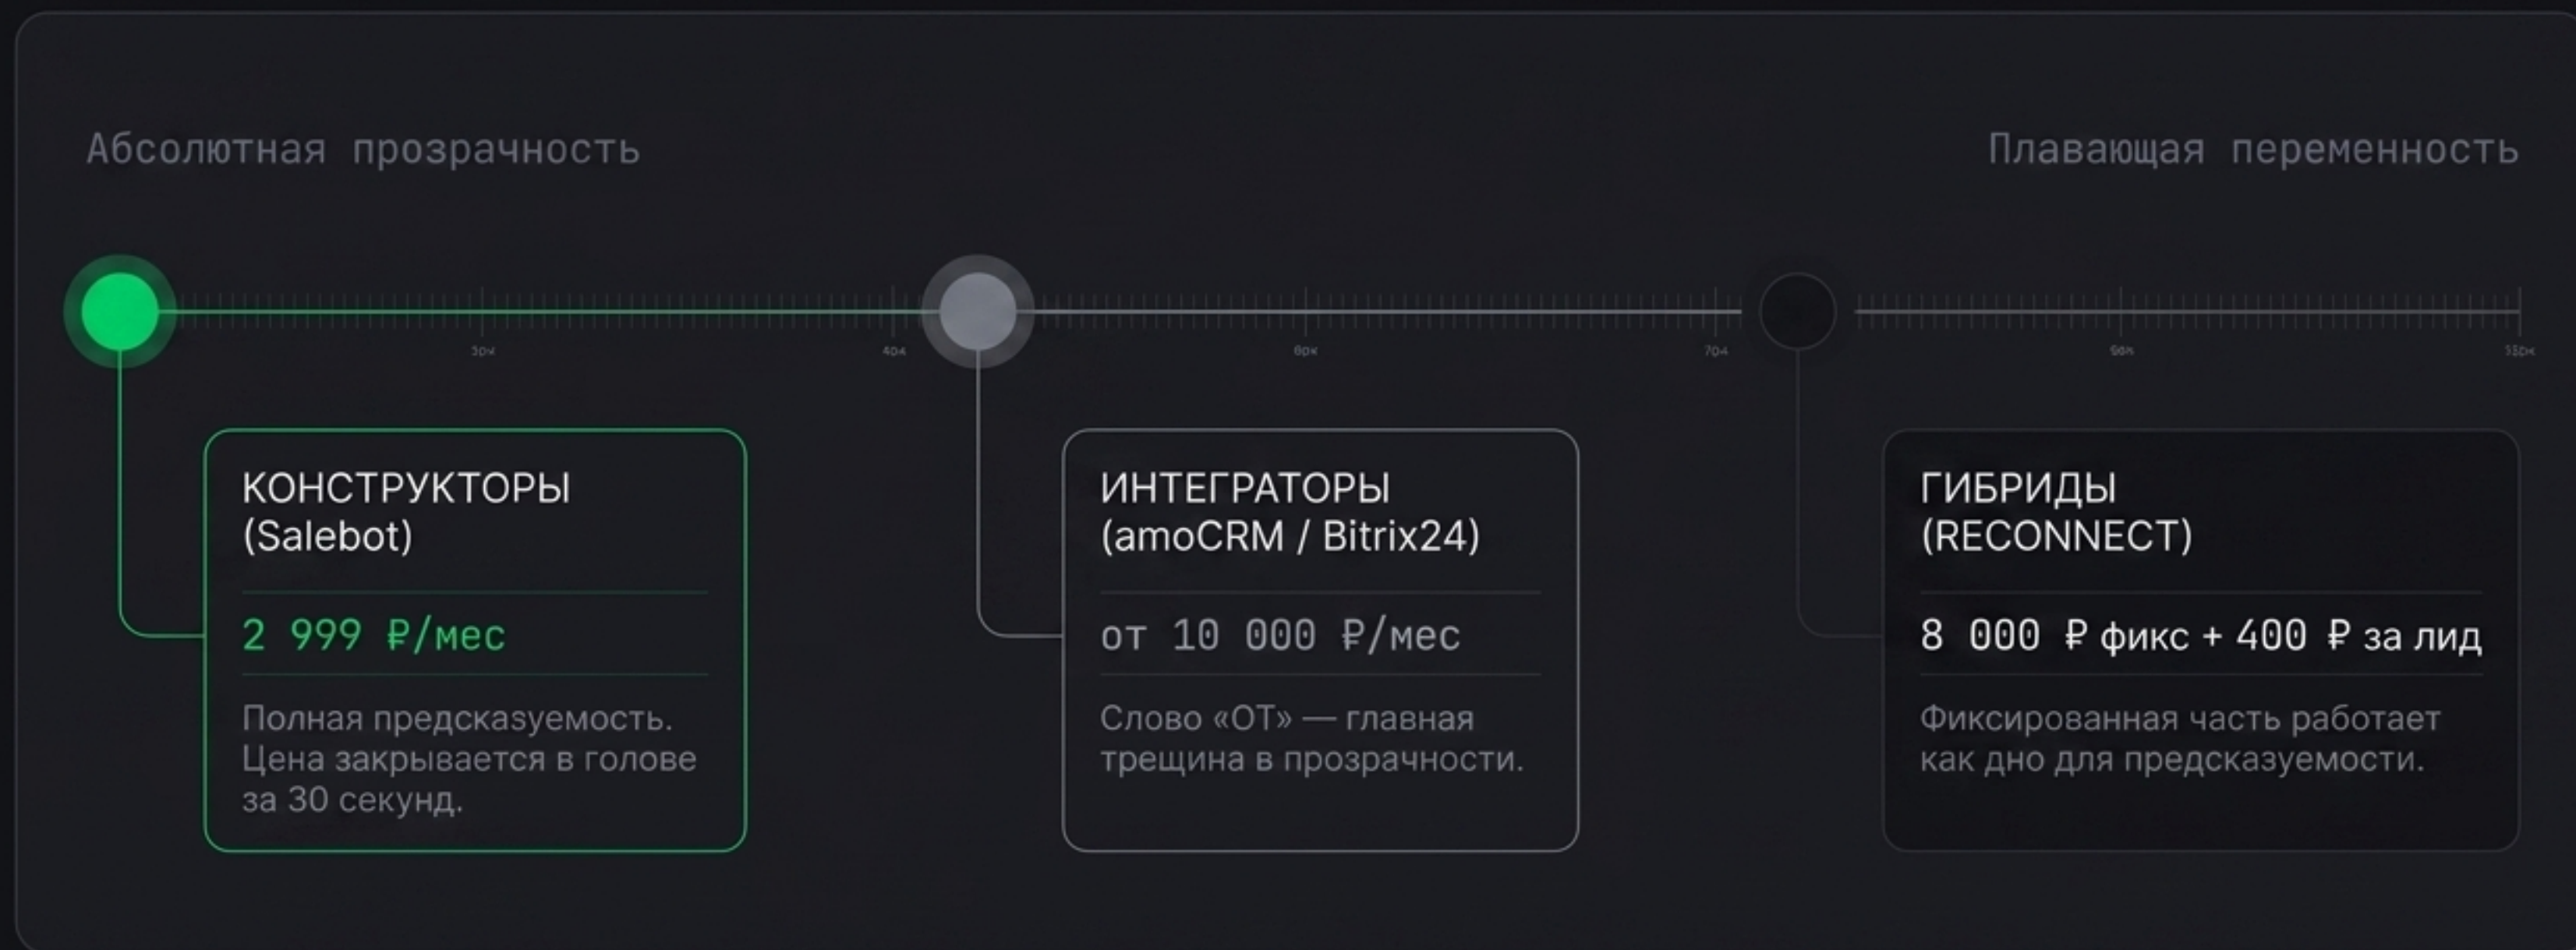 Абсолютная прозрачность
Плавающая переменность
КОНСТРУКТОРЫ
(Salebot)
2 999 ₽/мес
Полная предсказуемость.
Цена закрывается в голове
за 30 секунд.
ИНТЕГРАТОРЫ
(amoCRM / Bitrix24)
от 10 000 ₽/мес
Слово «ОТ» — главная
трещина в прозрачности.
ГИБРИДЫ
(RECONNECT)
8 000 ₽ фикс + 400 ₽ за лид
Фиксированная часть работает
как дно для предсказуемости.